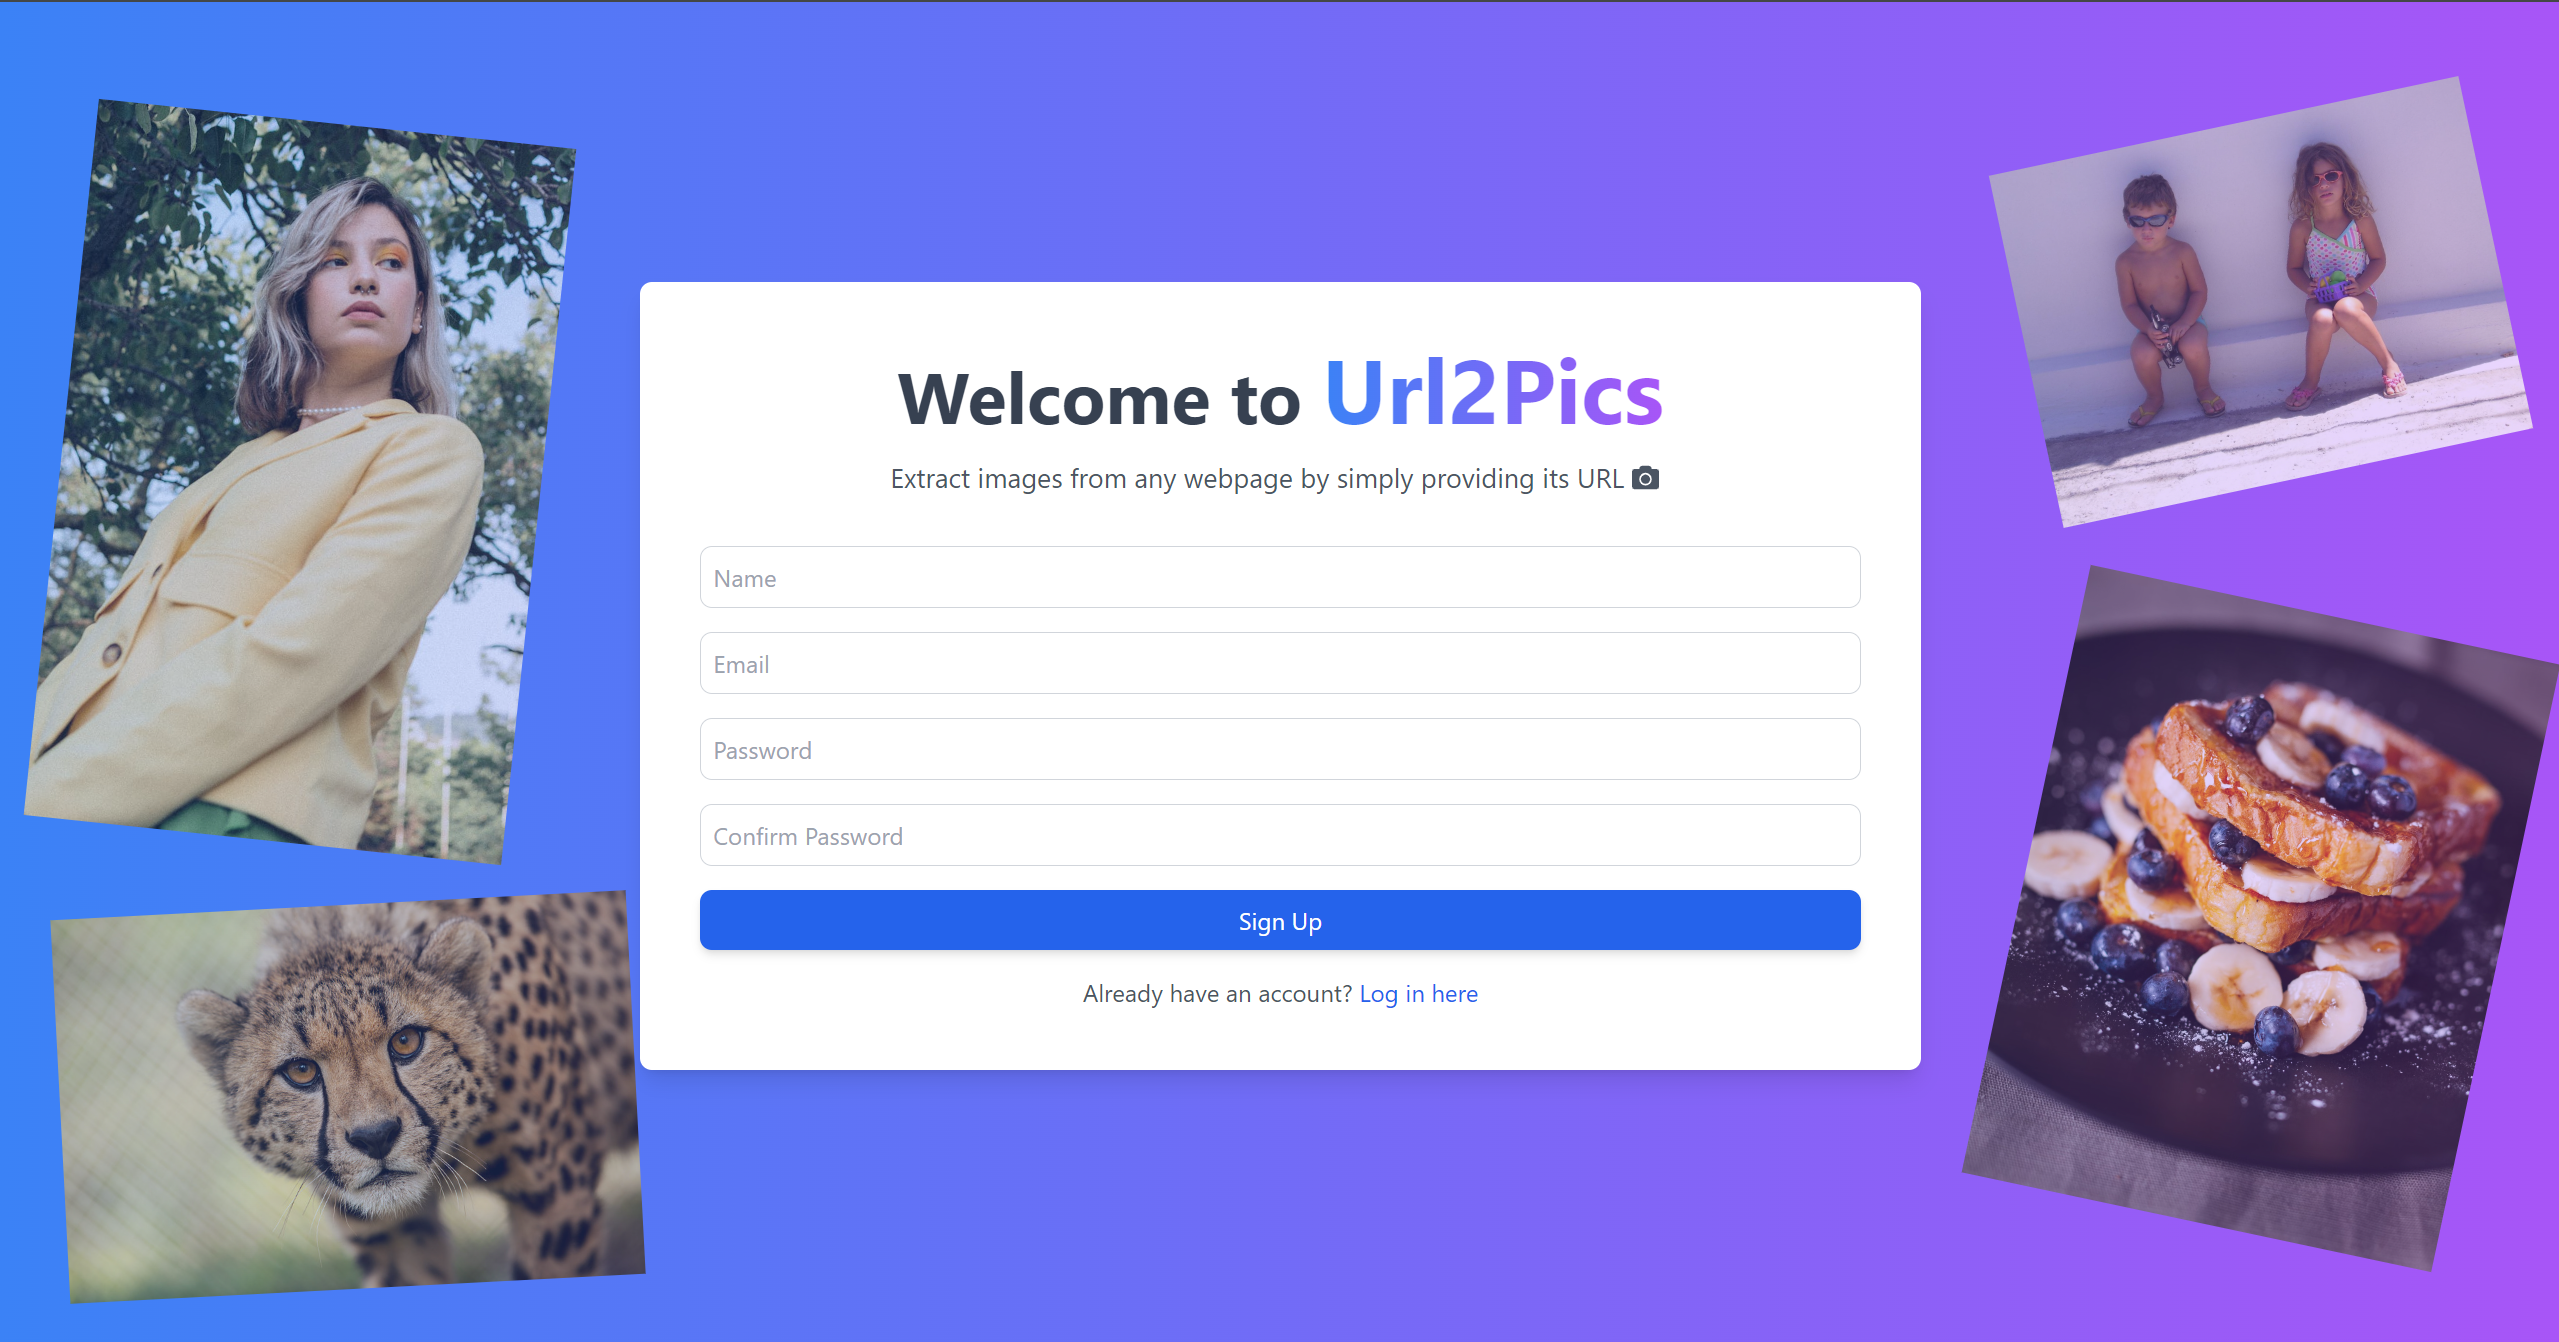 Welcome to Url2Pics
Extract images from any webpage by simply providing its URL
Name
Email
Password
Confirm Password
Sign Up
Already have an account? Log in here